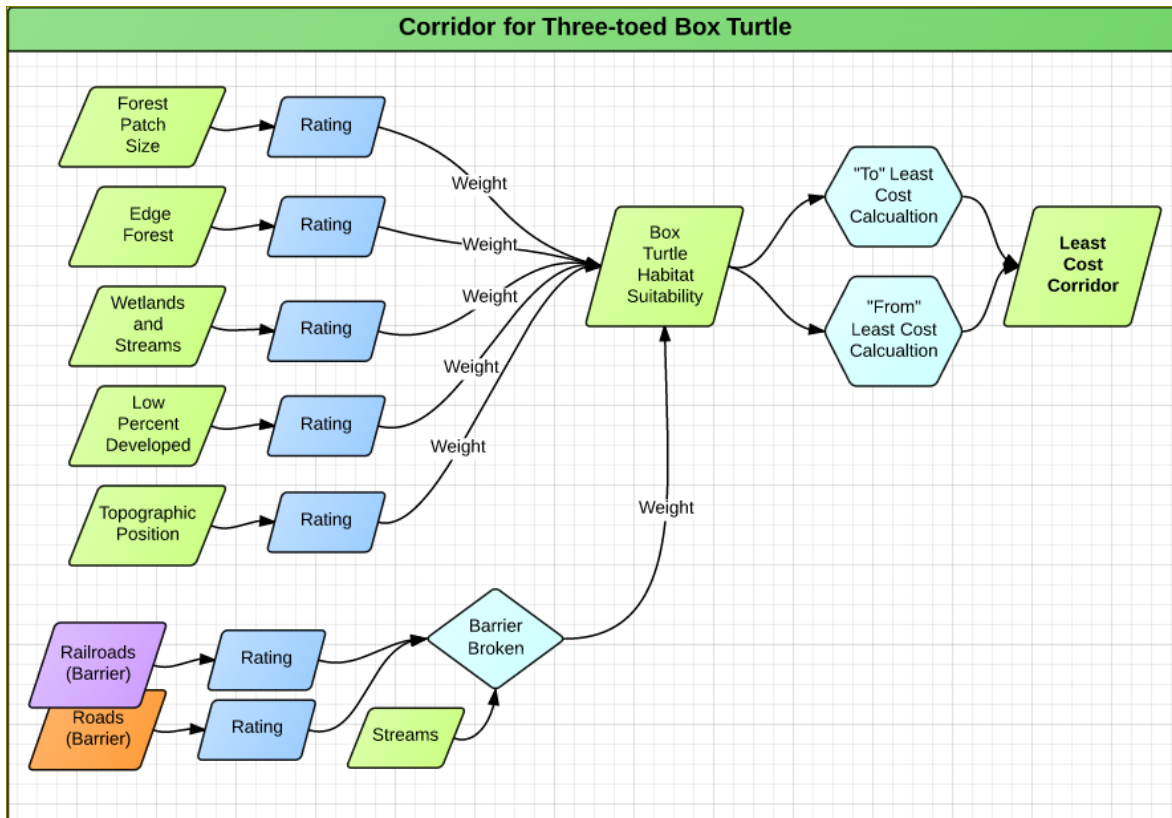 Corridor for Three-toed Box Turtle
Forest
Patch
Size
Rating
Weight
Edge
Forest
Rating
Weight
Wetlands
and
Streams
Rating
Weight
Low
Percent
Developed
Rating
Weight
Topographic
Position
Rating
Weight
Box
Turtle
Habitat
Suitability
"To" Least
Cost
Calcualtion
"From"
Least Cost
Calcualtion
Least
Cost
Corridor
Weight
Railroads
(Barrier)
Rating
Barrier
Broken
Roads
(Barrier)
Rating
Streams